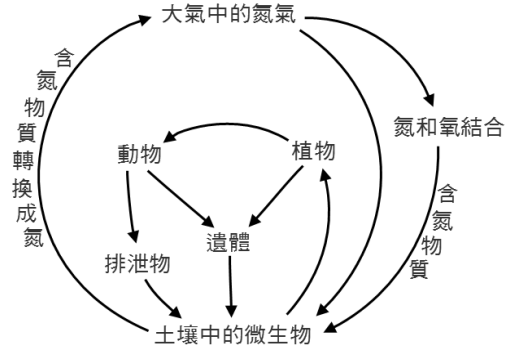 大氣中的氮氣
含氮物質轉換成氮
氮和氧結合
動物
植物
含氮物質
遺體
排泄物
土壤中的微生物